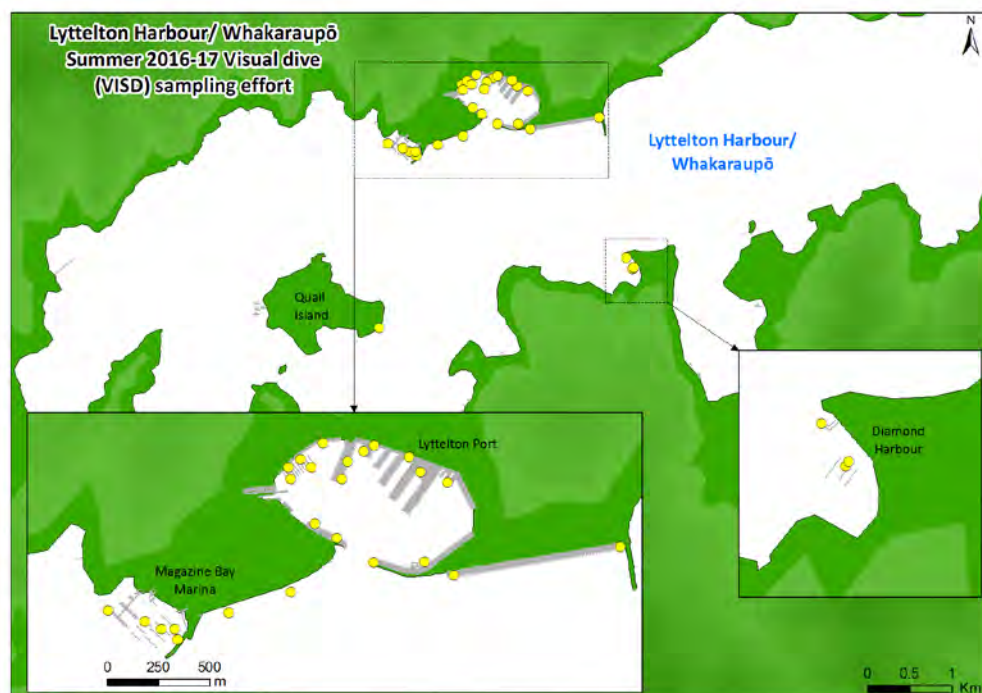 Lyttelton Harbour/ Whakaraupō
Summer 2016-17 Visual dive
(VISD) sampling effort
N
Lyttelton Harbour/
Whakaraupō
Quail
Island
Lyttelton Port
Diamond
Harbour
Magazine Bay
Marina
0 250 500
m
0 0.5 1
Km